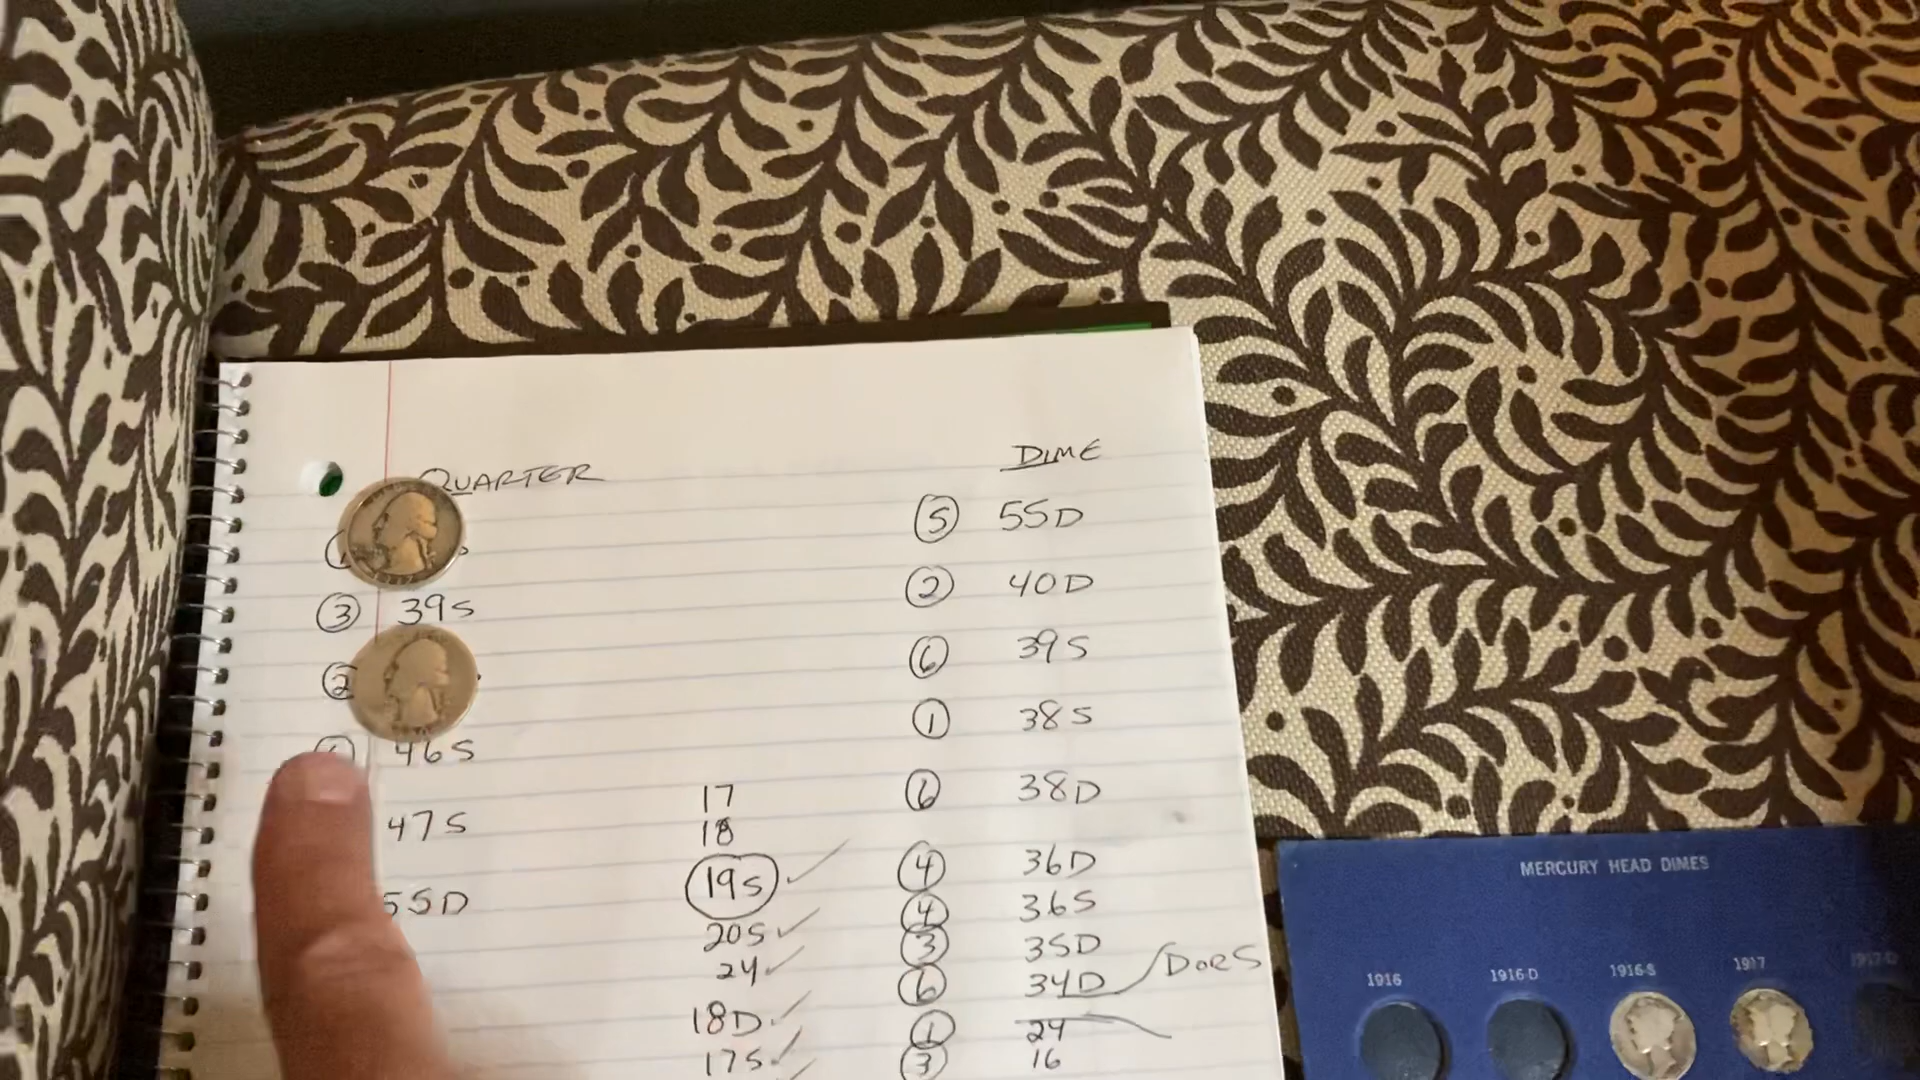 QUARTER
③ 39S
②
46S
47S
55D
17
18
19S ✓
20S ✓
24 ✓
18D ✓
17S ✓
DIME
⑤ 55D
② 40D
⑥ 39S
① 38S
⑥ 38D
④ 36D
④ 36S
③ 35D
⑥ 34D DORS
① 24
③ 16
MERCURY HEAD DIMES
1916
1916-D
1916-S
1917
1917-D